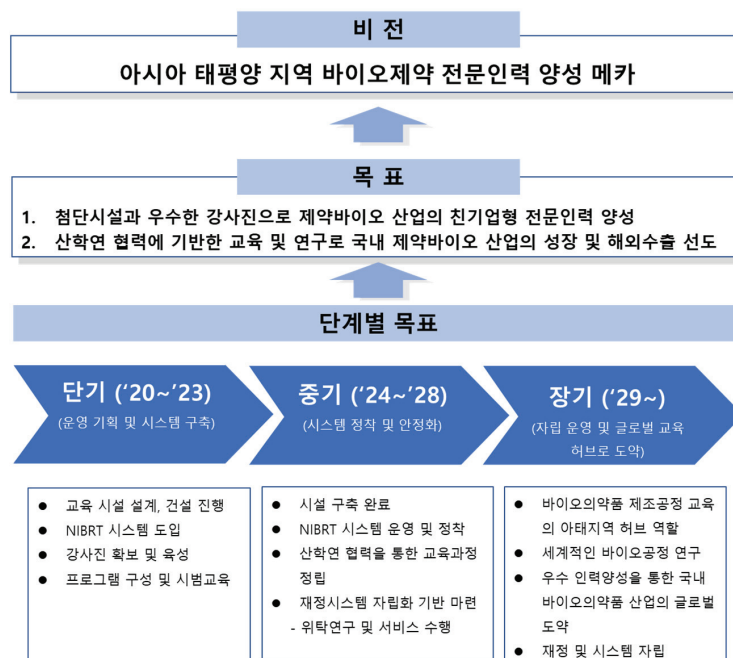 비 전
아시아 태평양 지역 바이오제약 전문인력 양성 메카
목 표
1. 첨단시설과 우수한 강사진으로 제약바이오 산업의 친기업형 전문인력 양성
2. 산학연 협력에 기반한 교육 및 연구로 국내 제약바이오 산업의 성장 및 해외수출 선도
단계별 목표
단기 (‘20~’23)
(운영 기획 및 시스템 구축)
● 교육 시설 설계, 건설 진행
● NIBRT 시스템 도입
● 강사진 확보 및 육성
● 프로그램 구성 및 시범교육
중기 (‘24~’28)
(시스템 정착 및 안정화)
● 시설 구축 완료
● NIBRT 시스템 운영 및 정착
● 산학연 협력을 통한 교육과정
정립
● 재정시스템 자립화 기반 마련
- 위탁연구 및 서비스 수행
장기 (‘29~)
(자립 운영 및 글로벌 교육
허브로 도약)
● 바이오의약품 제조공정 교육
의 아태지역 허브 역할
● 세계적인 바이오공정 연구
● 우수 인력양성을 통한 국내
바이오의약품 산업의 글로벌
도약
● 재정 및 시스템 자립